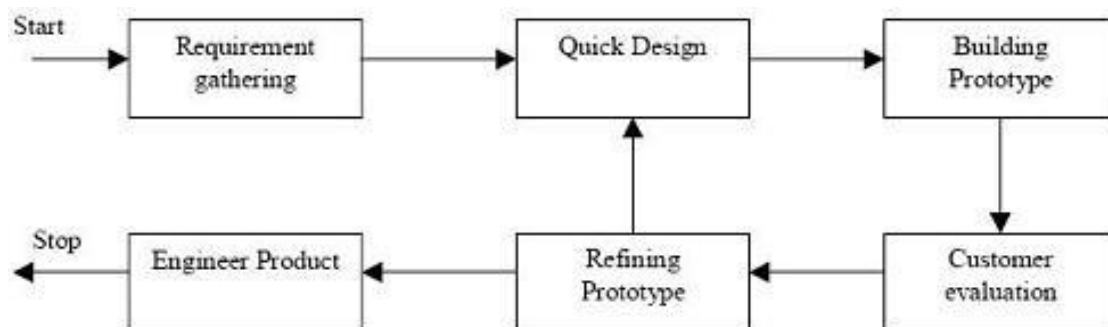 Start
Requirement
gathering
Quick Design
Building
Prototype
Stop
Engineer Product
Refining
Prototype
Customer
evaluation